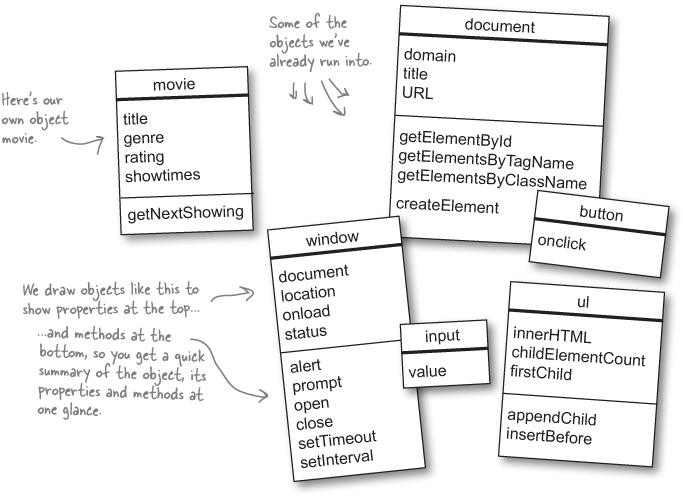 Here's our
own object
movie.
movie
title
genre
rating
showtimes
getNextShowing
Some of the
objects we've
already run into.
document
domain
title
URL
getElementById
getElementsByTagName
getElementsByClassName
createElement
button
onclick
We draw objects like this to
show properties at the top...
...and methods at the
bottom, so you get a quick
summary of the object, its
properties and methods at
one glance.
window
document
location
onload
status
alert
prompt
open
close
setTimeout
setInterval
input
value
ul
innerHTML
childElementCount
firstChild
appendChild
insertBefore